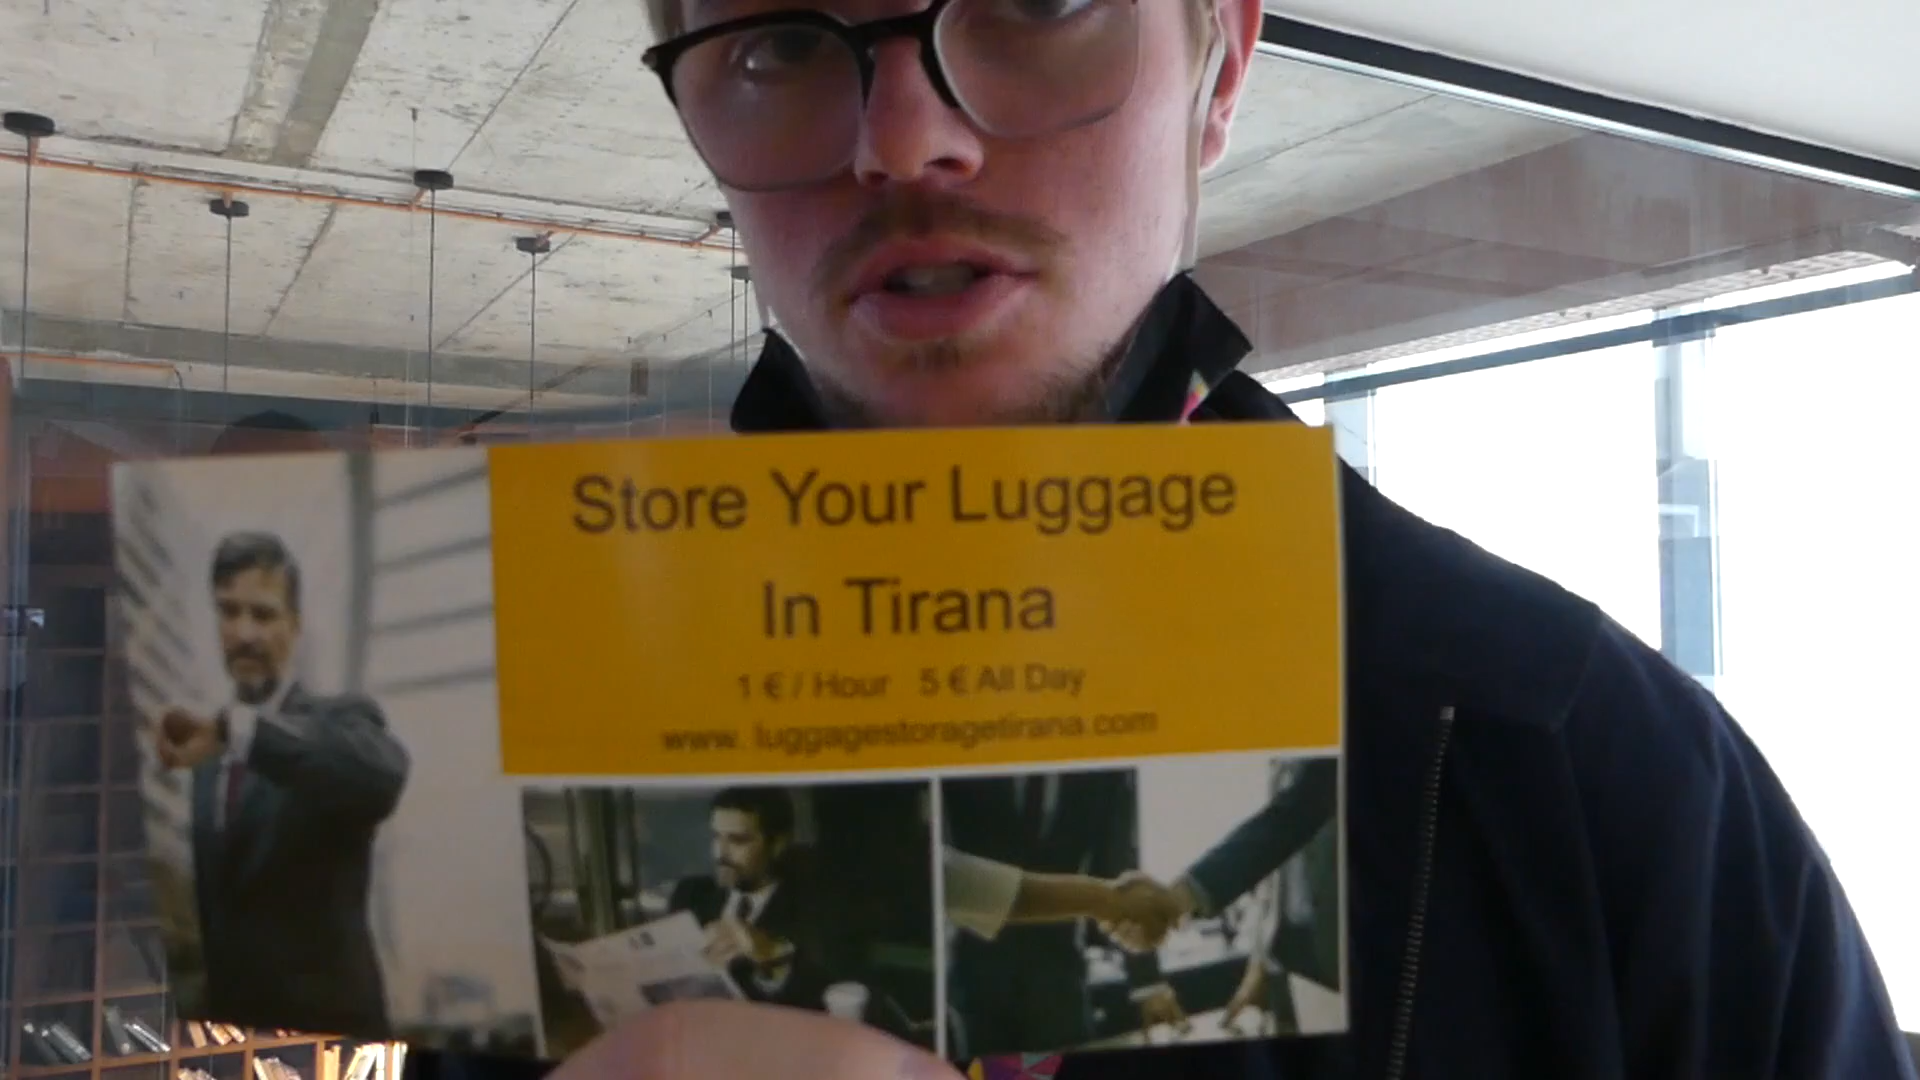 Store Your Luggage
In Tirana
1 € / Hour 5 € All Day
www. luggagestoragetirana.com